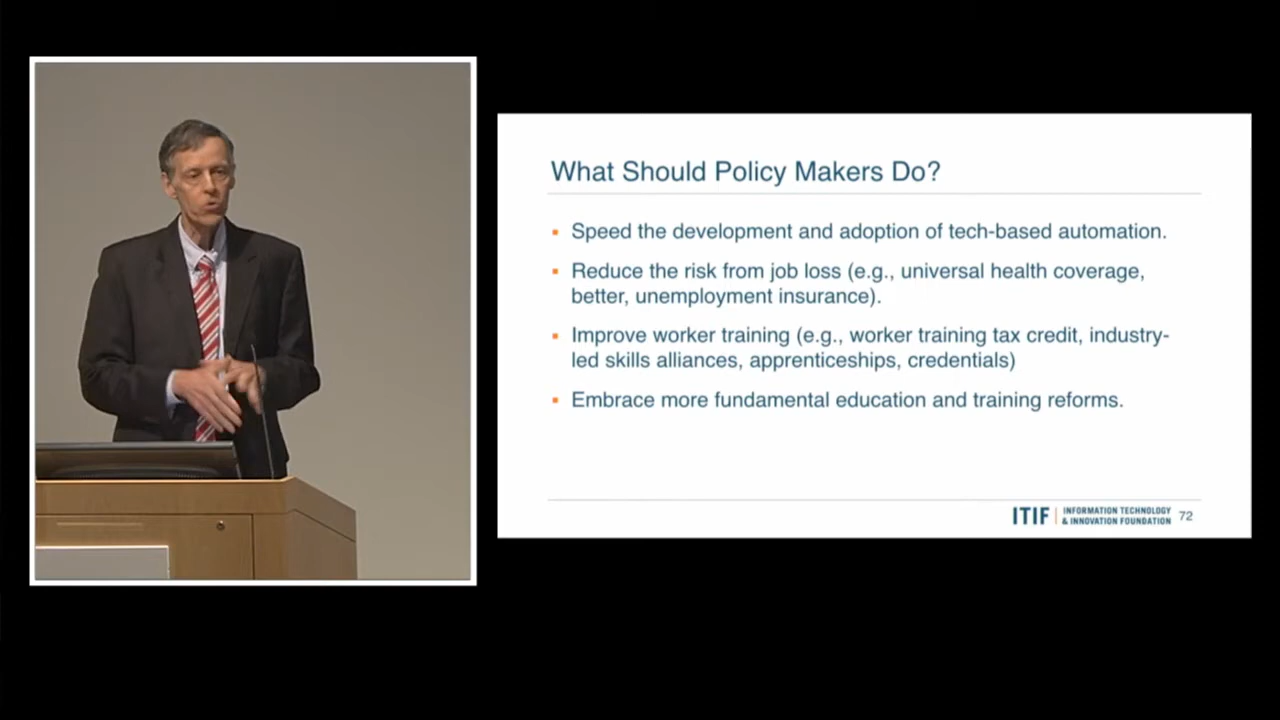 What Should Policy Makers Do?
▪ Speed the development and adoption of tech-based automation.
▪ Reduce the risk from job loss (e.g., universal health coverage,
better, unemployment insurance).
▪ Improve worker training (e.g., worker training tax credit, industry-
led skills alliances, apprenticeships, credentials)
▪ Embrace more fundamental education and training reforms.
ITIF | INFORMATION TECHNOLOGY
& INNOVATION FOUNDATION 72